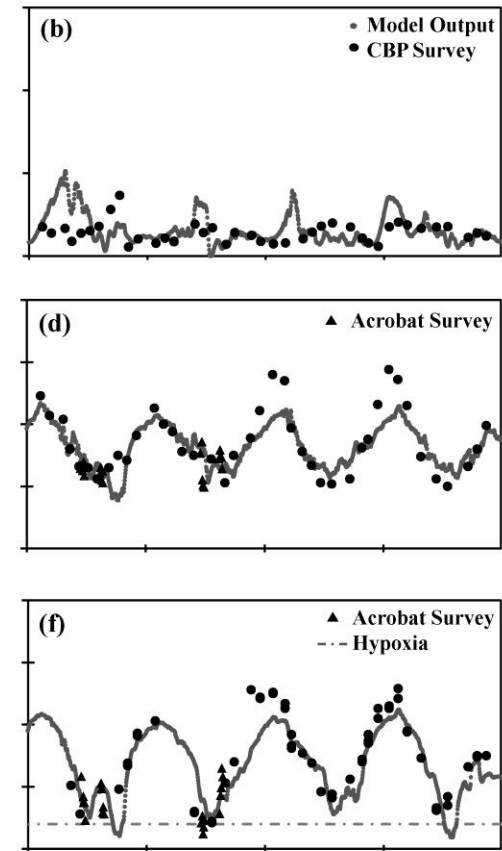 (b)
Model Output
CBP Survey
(d)
Acrobat Survey
(f)
Acrobat Survey
Hypoxia